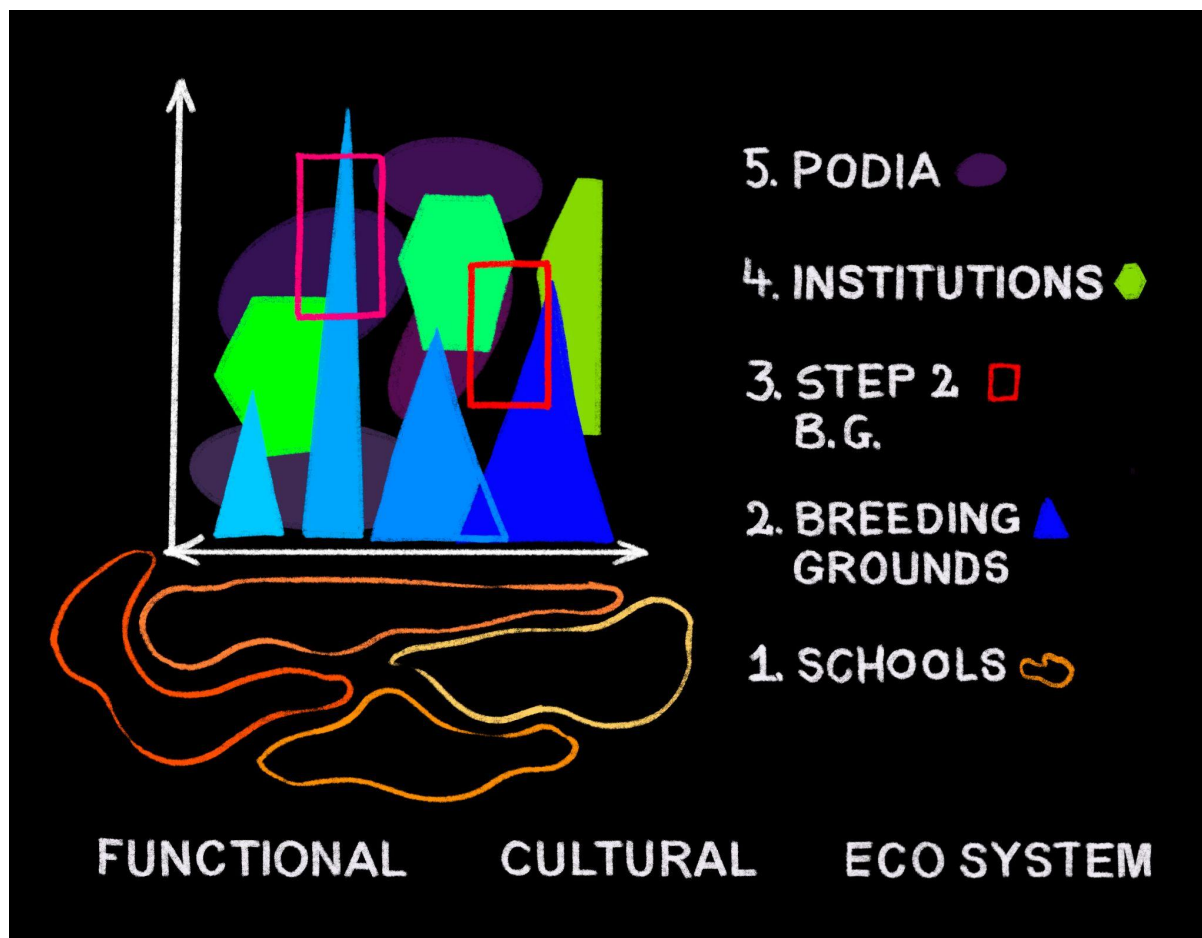 5. PODIA
4. INSTITUTIONS
3. STEP 2
B.G.
2. BREEDING
GROUNDS
1. SCHOOLS
FUNCTIONAL CULTURAL ECO SYSTEM